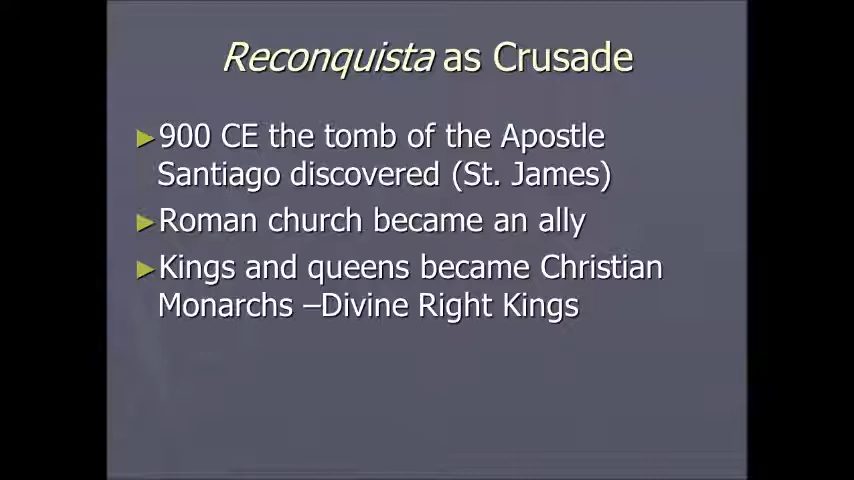 Reconquista as Crusade
►900 CE the tomb of the Apostle
Santiago discovered (St. James)
►Roman church became an ally
►Kings and queens became Christian
Monarchs –Divine Right Kings